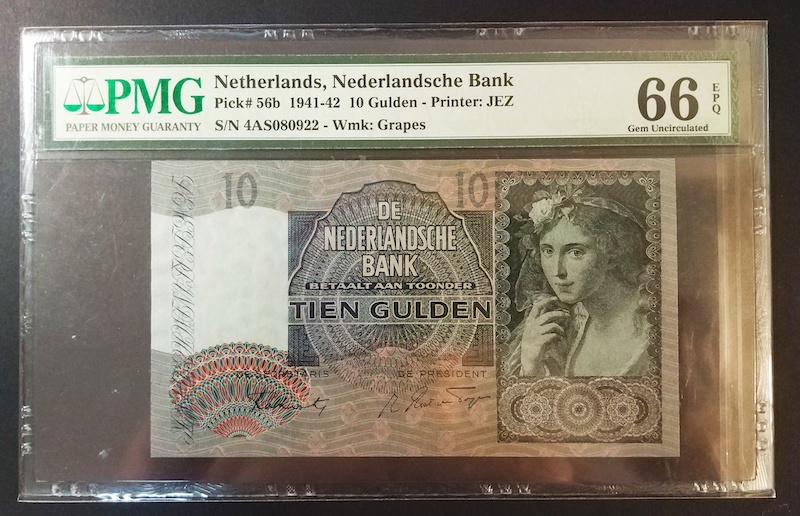 PMG
PAPER MONEY GUARANTY
Netherlands, Nederlandsche Bank
Pick# 56b 1941-42 10 Gulden - Printer: JEZ
S/N 4AS080922 - Wmk: Grapes
66
EPQ
Gem Uncirculated
10
10
DE
NEDERLANDSCHE
BANK
BETAALT AAN TOONDER
TIEN GULDEN
DE PRESIDENT